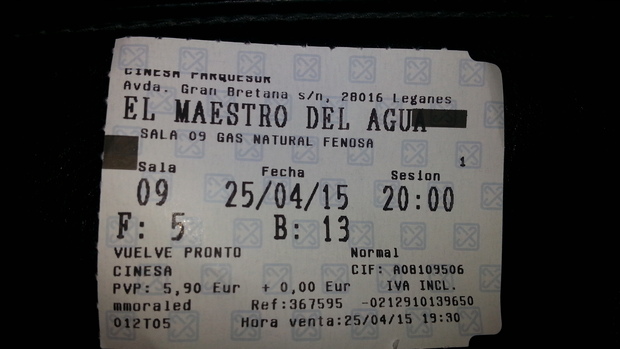 CINESA PARQUESUR
Avda. Gran Bretana s/n, 28016 Leganes
EL MAESTRO DEL AGUA
SALA 09 GAS NATURAL FENOSA
1
Sala Fecha Sesion
09 25/04/15 20:00
F: 5 B: 13
VUELVE PRONTO Normal
CINESA CIF: A08109506
PVP: 5,90 Eur + 0,00 Eur IVA INCL.
mmoraled Ref:367595 -0212910139650
012T05 Hora venta:25/04/15 19:30